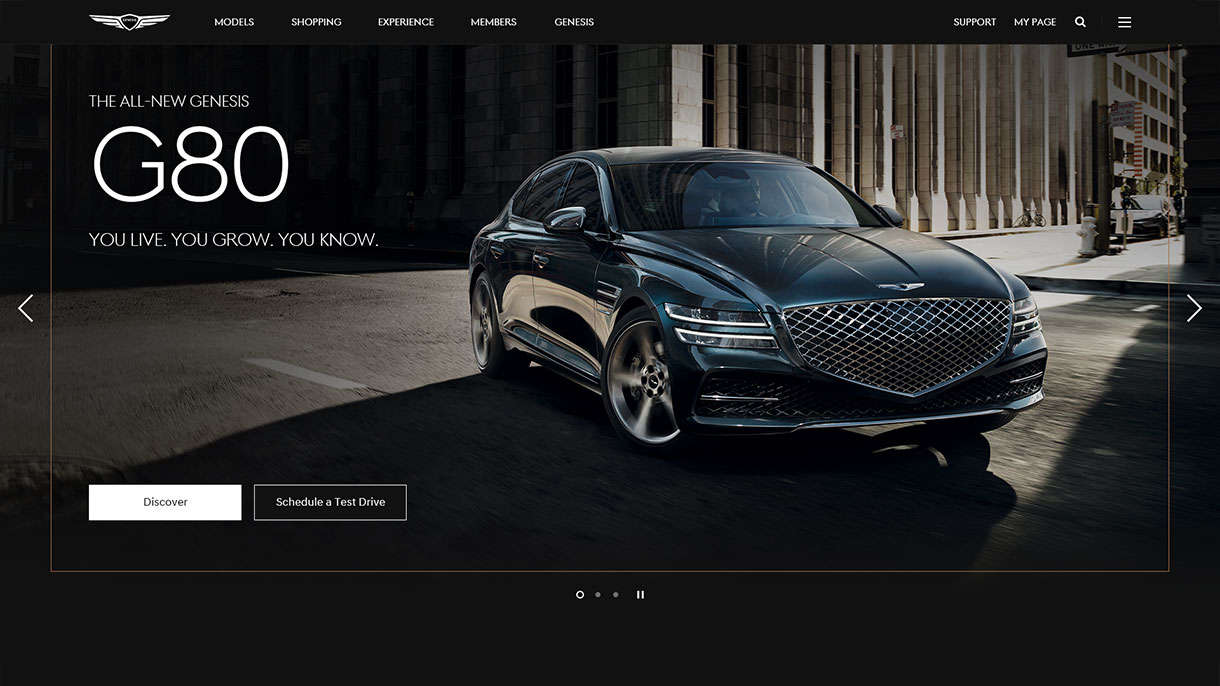 GENESIS
MODELS
SHOPPING
EXPERIENCE
MEMBERS
GENESIS
SUPPORT
MY PAGE
THE ALL-NEW GENESIS
G80
YOU LIVE. YOU GROW. YOU KNOW.
Discover
Schedule a Test Drive